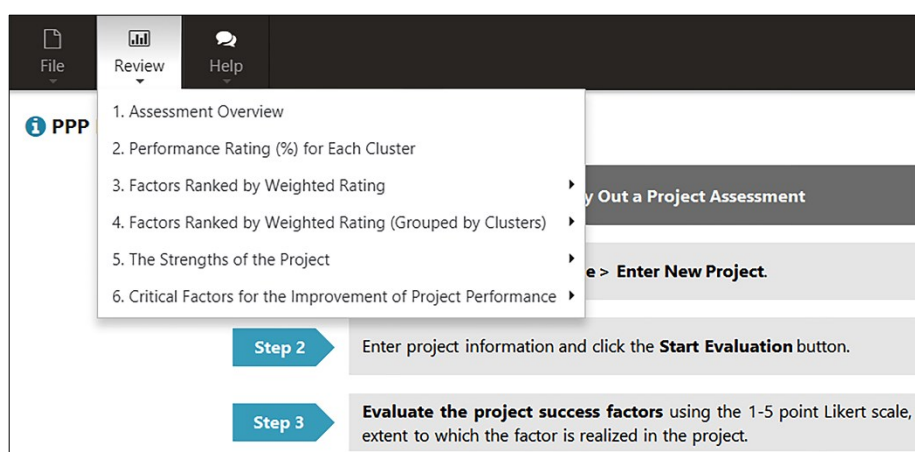 File
Review
Help
PPP
1. Assessment Overview
2. Performance Rating (%) for Each Cluster
3. Factors Ranked by Weighted Rating
4. Factors Ranked by Weighted Rating (Grouped by Clusters)
5. The Strengths of the Project
6. Critical Factors for the Improvement of Project Performance
y Out a Project Assessment
e > Enter New Project.
Step 2
Enter project information and click the Start Evaluation button.
Step 3
Evaluate the project success factors using the 1-5 point Likert scale,
extent to which the factor is realized in the project.